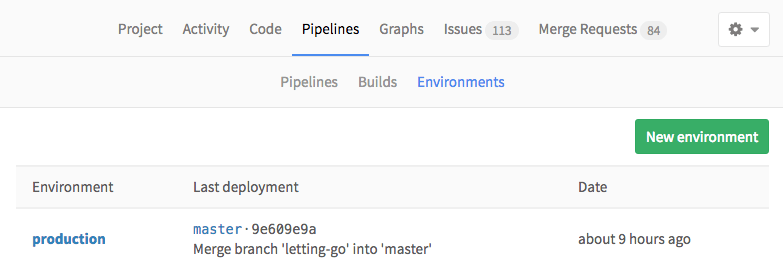 Project Activity Code Pipelines Graphs Issues 113 Merge Requests 84
Pipelines Builds Environments
New environment
Environment Last deployment Date
production master · 9e609e9a about 9 hours ago
Merge branch 'letting-go' into 'master'